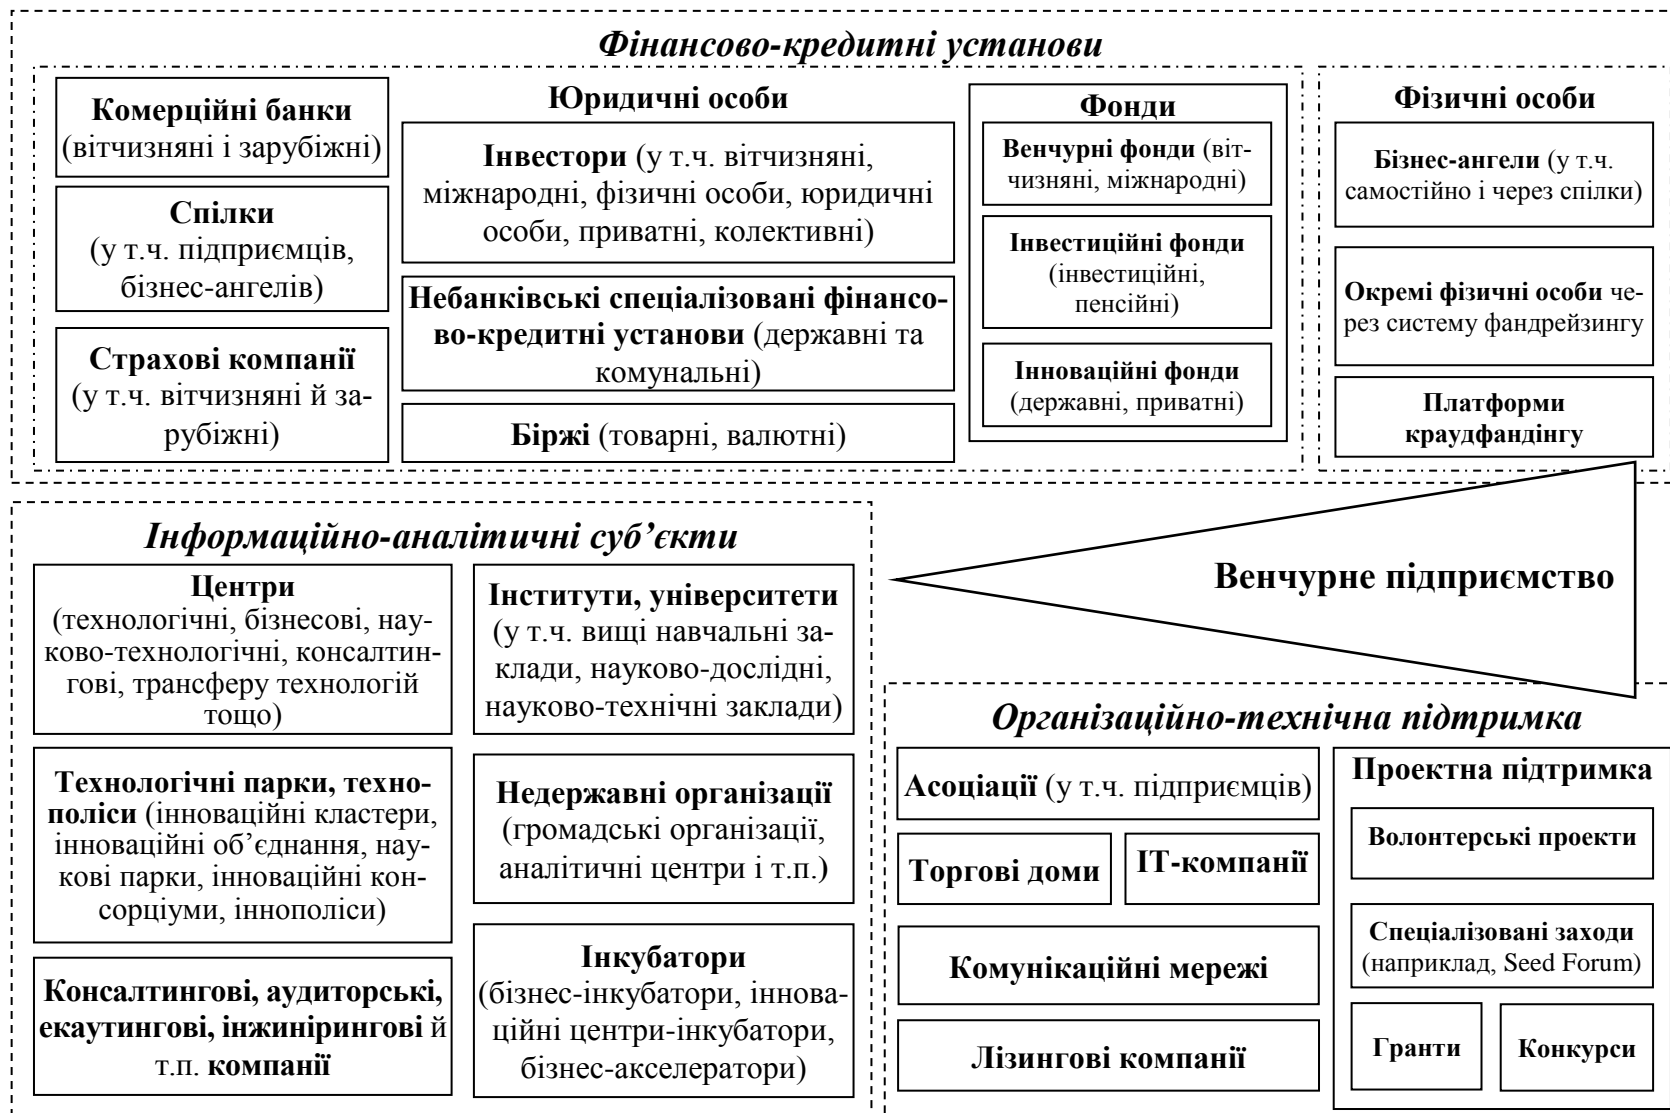 Фінансово-кредитні установи
Юридичні особи
Комерційні банки
(вітчизняні і зарубіжні)
Спілки
(у т.ч. підприємців,
бізнес-ангелів)
Страхові компанії
(у т.ч. вітчизняні й за-
рубіжні)
Інвестори (у т.ч. вітчизняні,
міжнародні, фізичні особи, юридичні
особи, приватні, колективні)
Небанківські спеціалізовані фінансо-
во-кредитні установи (державні та
комунальні)
Біржі (товарні, валютні)
Фонди
Венчурні фонди (віт-
чизняні, міжнародні)
Інвестиційні фонди
(інвестиційні,
пенсійні)
Інноваційні фонди
(державні, приватні)
Фізичні особи
Бізнес-ангели (у т.ч.
самостійно і через спілки)
Окремі фізичні особи че-
рез систему фандрейзингу
Платформи
краудфандінгу
Інформаційно-аналітичні суб’єкти
Центри
(технологічні, бізнесові, нау-
ково-технологічні, консалтин-
гові, трансферу технологій
тощо)
Технологічні парки, техно-
поліси (інноваційні кластери,
інноваційні об’єднання, нау-
кові парки, інноваційні кон-
сорціуми, іннополіси)
Консалтингові, аудиторські,
екаутингові, інжинірингові й
т.п. компанії
Інститути, університети
(у т.ч. вищі навчальні за-
клади, науково-дослідні,
науково-технічні заклади)
Недержавні організації
(громадські організації,
аналітичні центри і т.п.)
Інкубатори
(бізнес-інкубатори, іннова-
ційні центри-інкубатори,
бізнес-акселератори)
Венчурне підприємство
Організаційно-технічна підтримка
Асоціації (у т.ч. підприємців)
Торгові доми
ІТ-компанії
Комунікаційні мережі
Лізингові компанії
Проектна підтримка
Волонтерські проекти
Спеціалізовані заходи
(наприклад, Seed Forum)
Гранти
Конкурси